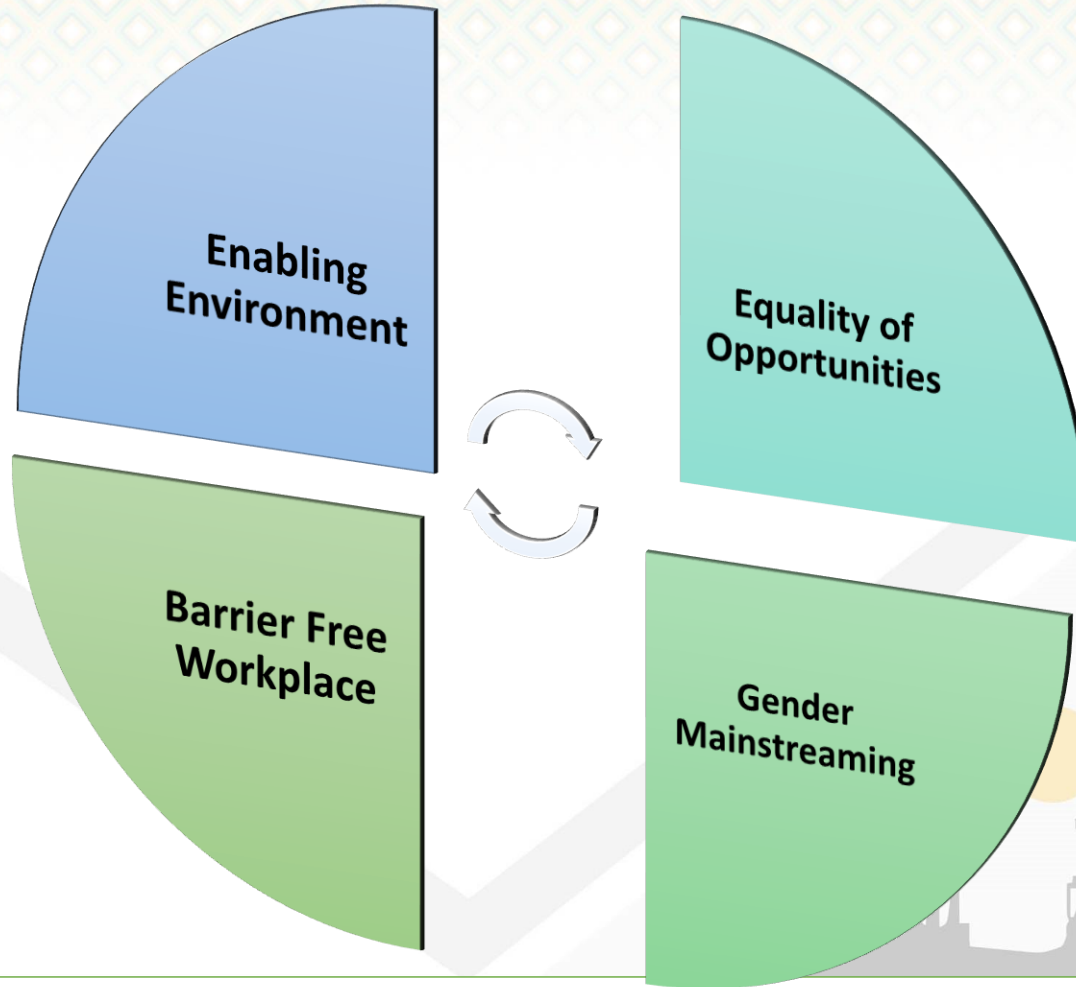 Enabling
Environment
Equality of
Opportunities
Barrier Free
Workplace
Gender
Mainstreaming